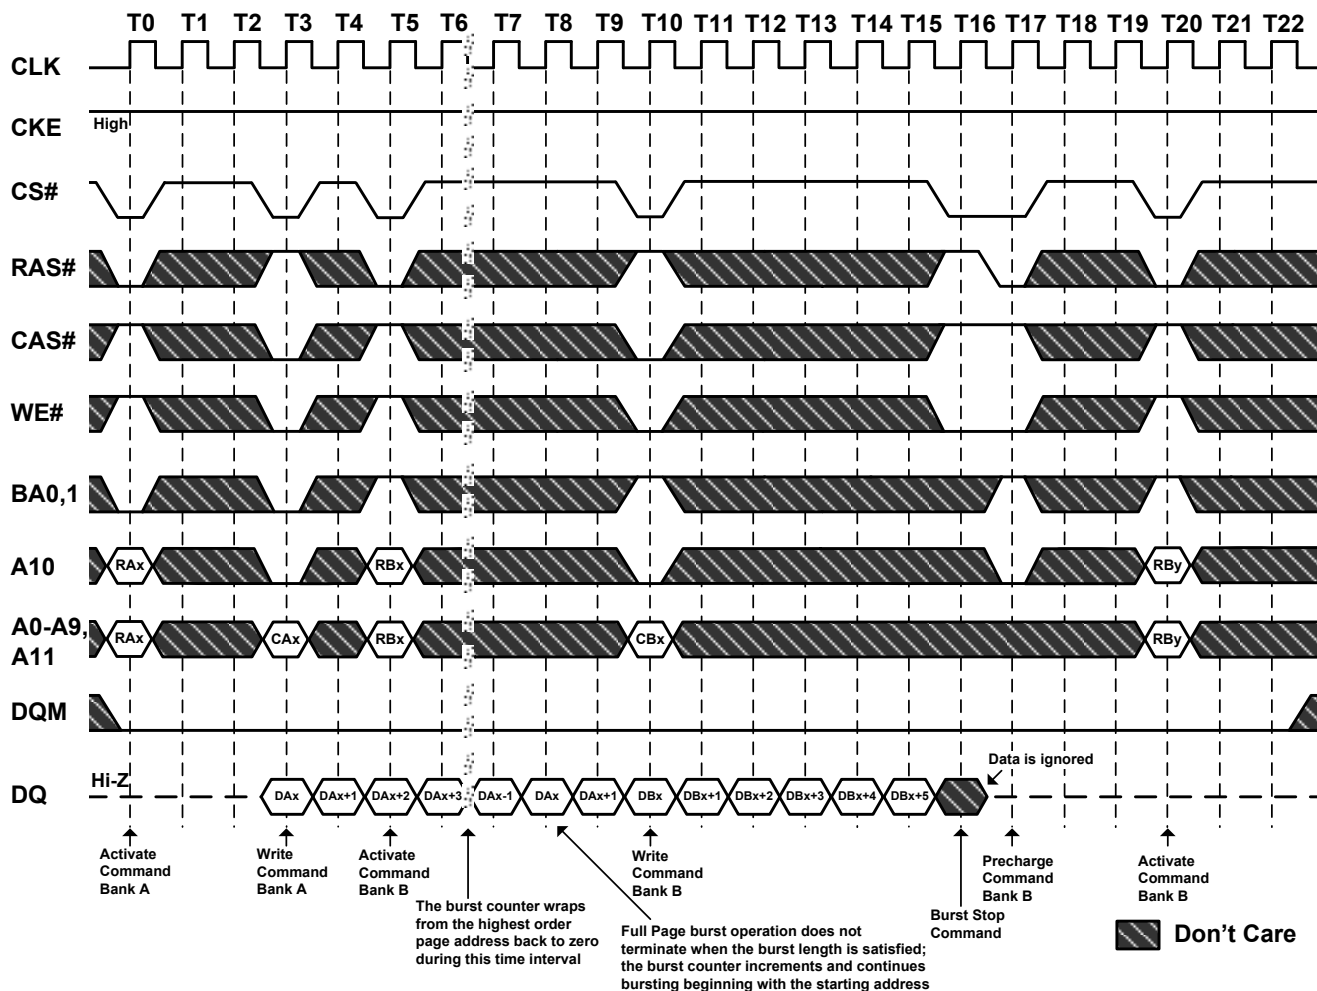 T0 T1 T2 T3 T4 T5 T6 T7 T8 T9 T10 T11 T12 T13 T14 T15 T16 T17 T18 T19 T20 T21 T22
CLK
CKE High
CS#
RAS#
CAS#
WE#
BA0,1
A10 RAx RBx RBy
A0-A9,
A11
RAx CAx RBx CBx RBy
DQM
Hi-Z
Data is ignored
DQ DAx DAx+1 DAx+2 DAx+3 DAx-1 DAx DAx+1 DBx DBx+1 DBx+2 DBx+3 DBx+4 DBx+5
Activate
Command
Bank A
Write
Command
Bank A
Activate
Command
Bank B
The burst counter wraps
from the highest order
page address back to zero
during this time interval
Write
Command
Bank B
Full Page burst operation does not
terminate when the burst length is satisfied;
the burst counter increments and continues
bursting beginning with the starting address
Burst Stop
Command
Precharge
Command
Bank B
Activate
Command
Bank B
Don't Care